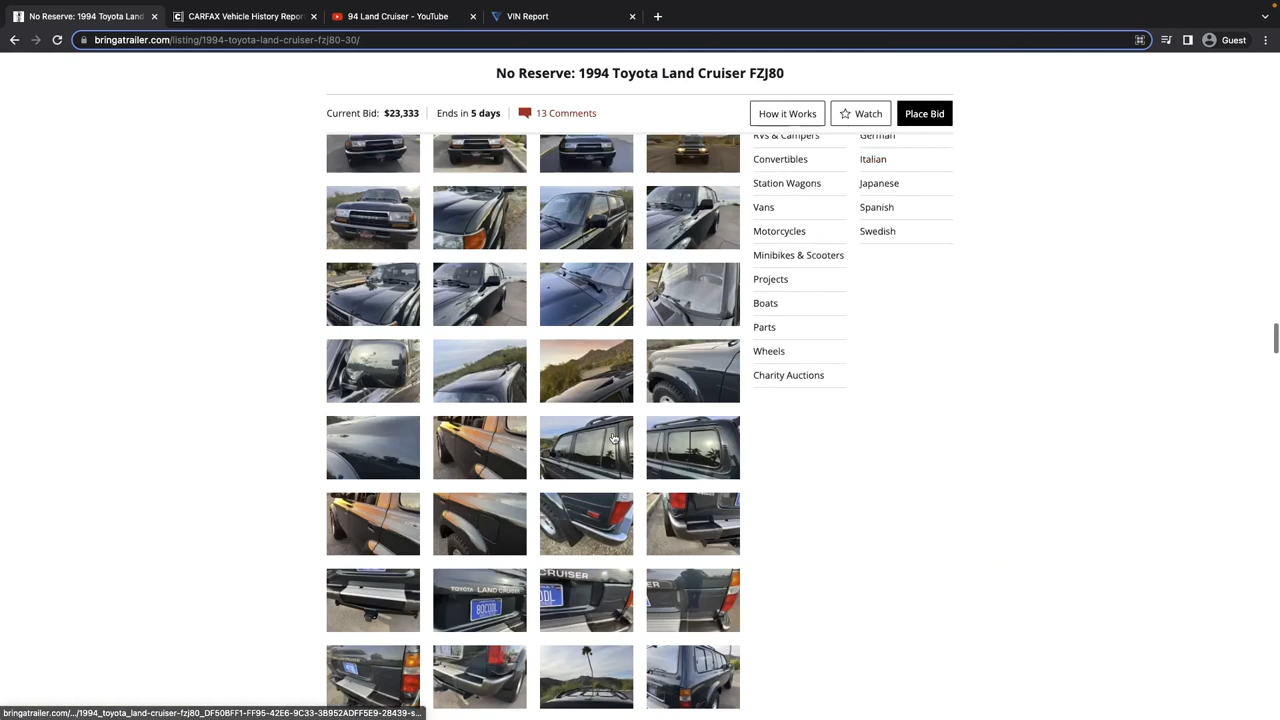 No Reserve: 1994 Toyota Land
CARFAX Vehicle History Repor
94 Land Cruiser - YouTube
VIN Report
bringatrailer.com/listing/1994-toyota-land-cruiser-fzj80-30/
Guest
No Reserve: 1994 Toyota Land Cruiser FZJ80
Current Bid: $23,333
Ends in 5 days
13 Comments
How it Works
Watch
Place Bid
RVs & Campers
German
Convertibles
Italian
Station Wagons
Japanese
Vans
Spanish
Motorcycles
Swedish
Minibikes & Scooters
Projects
Boats
Parts
Wheels
Charity Auctions
CRUISER
TOYOTA LAND CRUISER
80COOL
bringatrailer.com/.../1994_toyota_land-cruiser-fzj80_DF50BFF1-FF95-42E6-9C33-3B952ADFF5E9-28439-s...